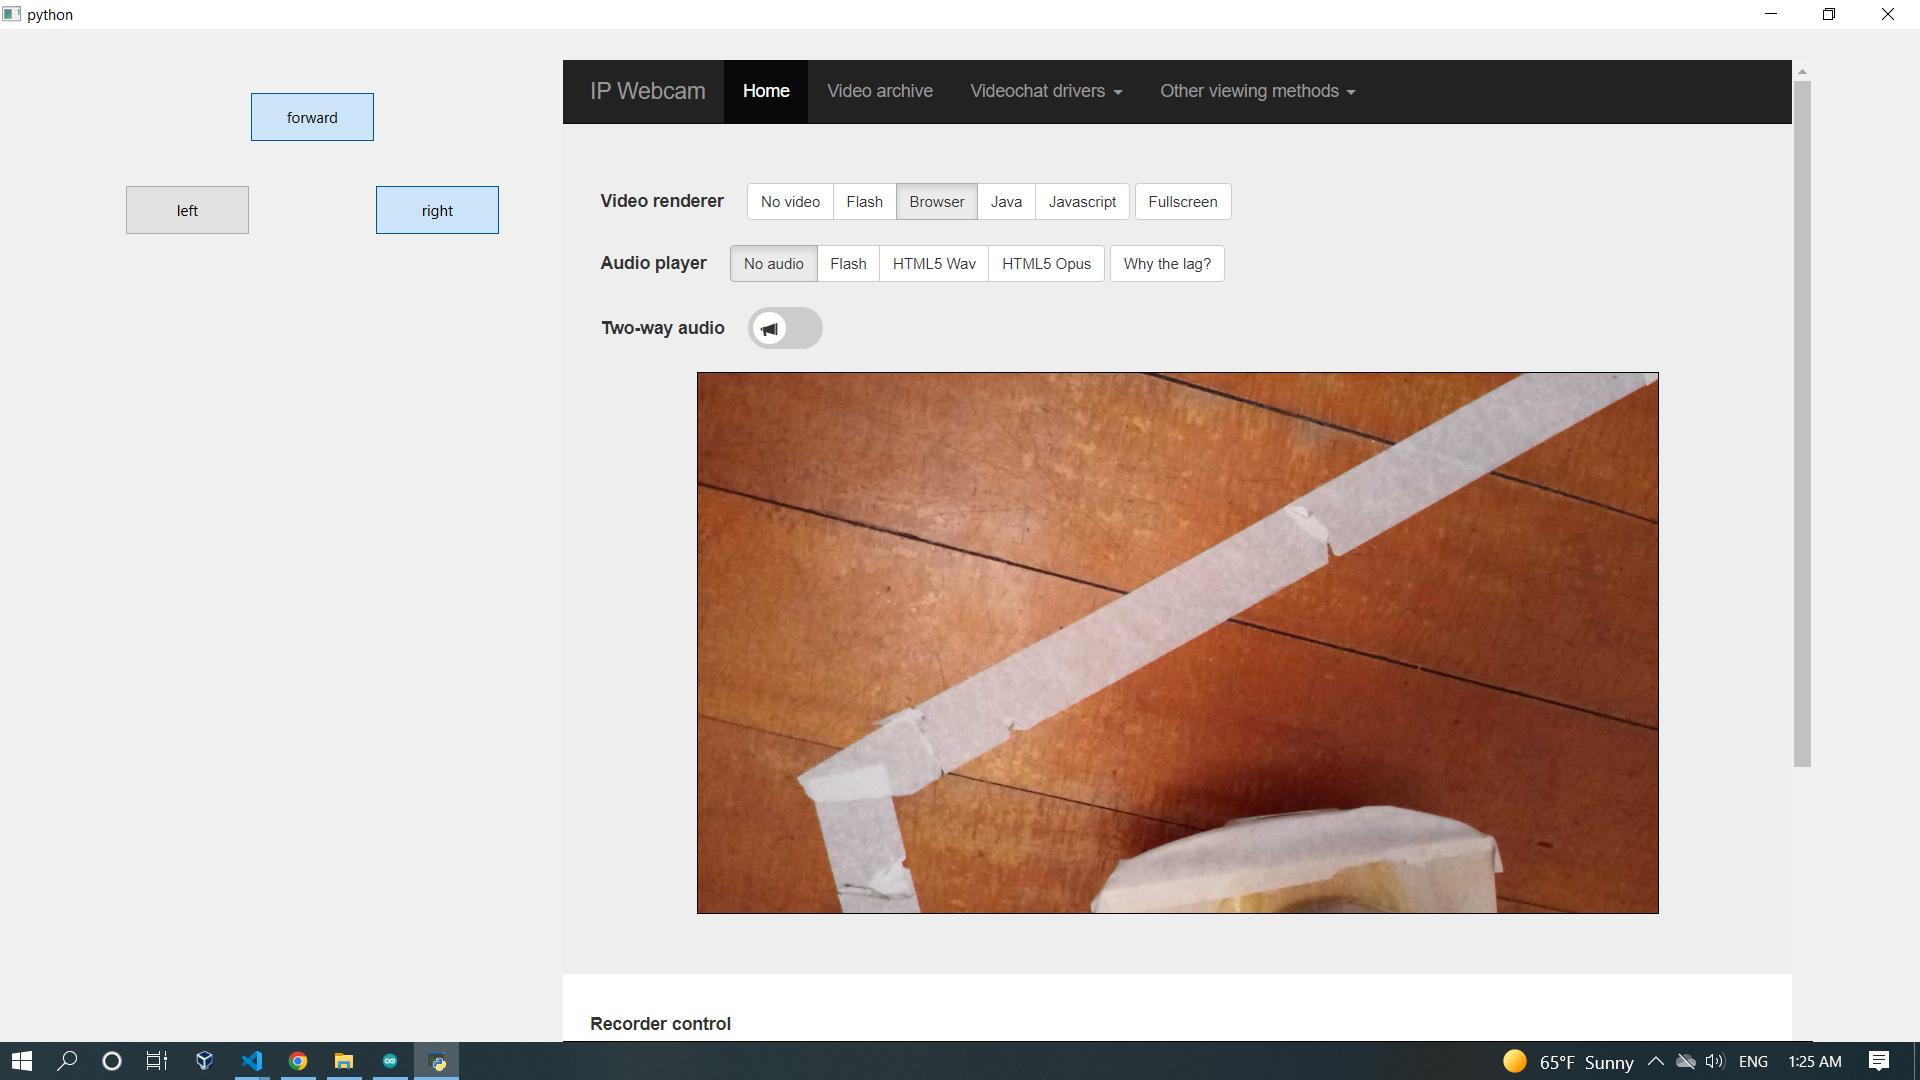 python
forward
left
right
IP Webcam Home Video archive Videochat drivers Other viewing methods
Video renderer No video Flash Browser Java Javascript Fullscreen
Audio player No audio Flash HTML5 Wav HTML5 Opus Why the lag?
Two-way audio
Recorder control
65°F Sunny ENG 1:25 AM